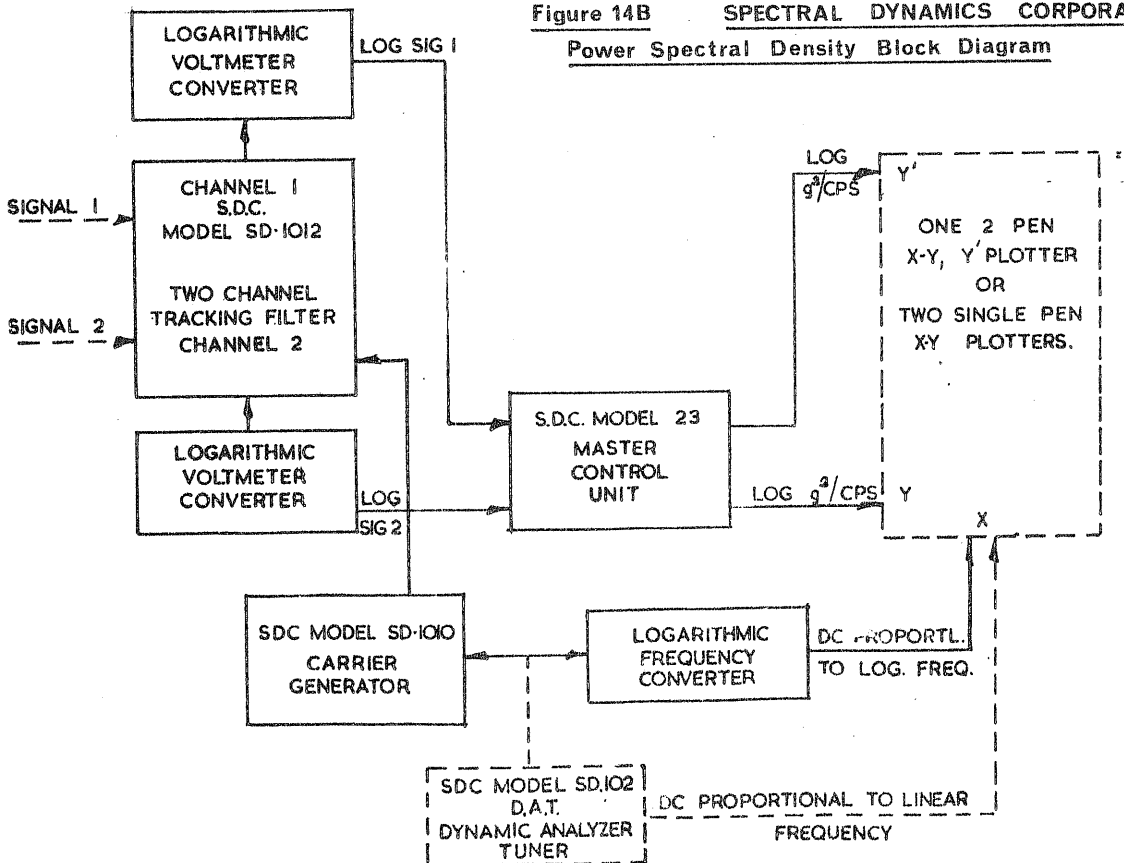 Figure 14B SPECTRAL DYNAMICS CORPORA
Power Spectral Density Block Diagram
LOGARITHMIC
VOLTMETER
CONVERTER
LOG SIG 1
SIGNAL 1
SIGNAL 2
CHANNEL 1
S.D.C.
MODEL SD-1012
TWO CHANNEL
TRACKING FILTER
CHANNEL 2
LOGARITHMIC
VOLTMETER
CONVERTER
LOG
SIG 2
S.D.C. MODEL 23
MASTER
CONTROL
UNIT
LOG
g²/CPS
LOG g²/CPS
Y'
ONE 2 PEN
X-Y, Y' PLOTTER
OR
TWO SINGLE PEN
X-Y PLOTTERS.
Y
X
SDC MODEL SD-1010
CARRIER
GENERATOR
LOGARITHMIC
FREQUENCY
CONVERTER
DC PROPORTL.
TO LOG. FREQ.
SDC MODEL SD.102
D.A.T.
DYNAMIC ANALYZER
TUNER
DC PROPORTIONAL TO LINEAR
FREQUENCY